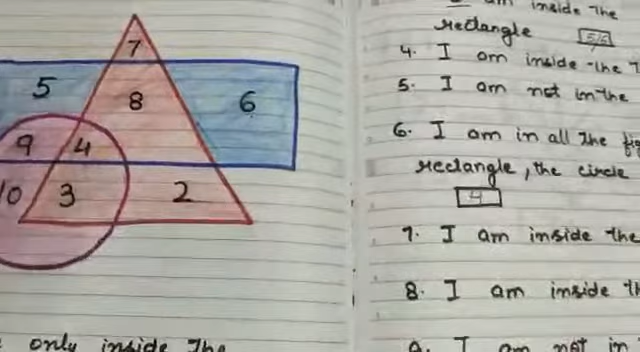 7
5
8
6
9
4
10
3
2
only inside the
am inside the
rectangle
4. I am inside the
5. I am not in the
6. I am in all the
rectangle, the circle
4
7. I am inside the
8. I am inside
9. I am not in